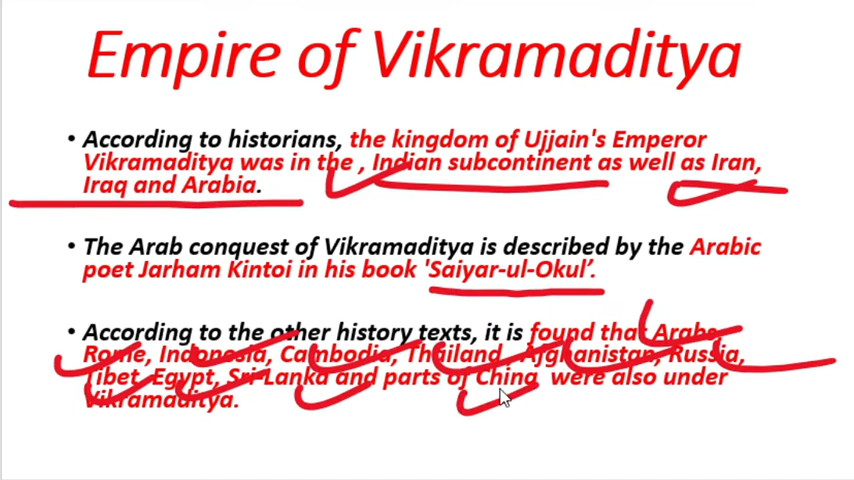 Empire of Vikramaditya
• According to historians, the kingdom of Ujjain's Emperor
Vikramaditya was in the , Indian subcontinent as well as Iran,
Iraq and Arabia.
• The Arab conquest of Vikramaditya is described by the Arabic
poet Jarham Kintoi in his book 'Saiyar-ul-Okul'.
• According to the other history texts, it is found that Arabs
Rome, Indonesia, Cambodia, Thailand, Afghanistan, Russia,
Tibet, Egypt, Sri-Lanka and parts of China were also under
Vikramaditya.